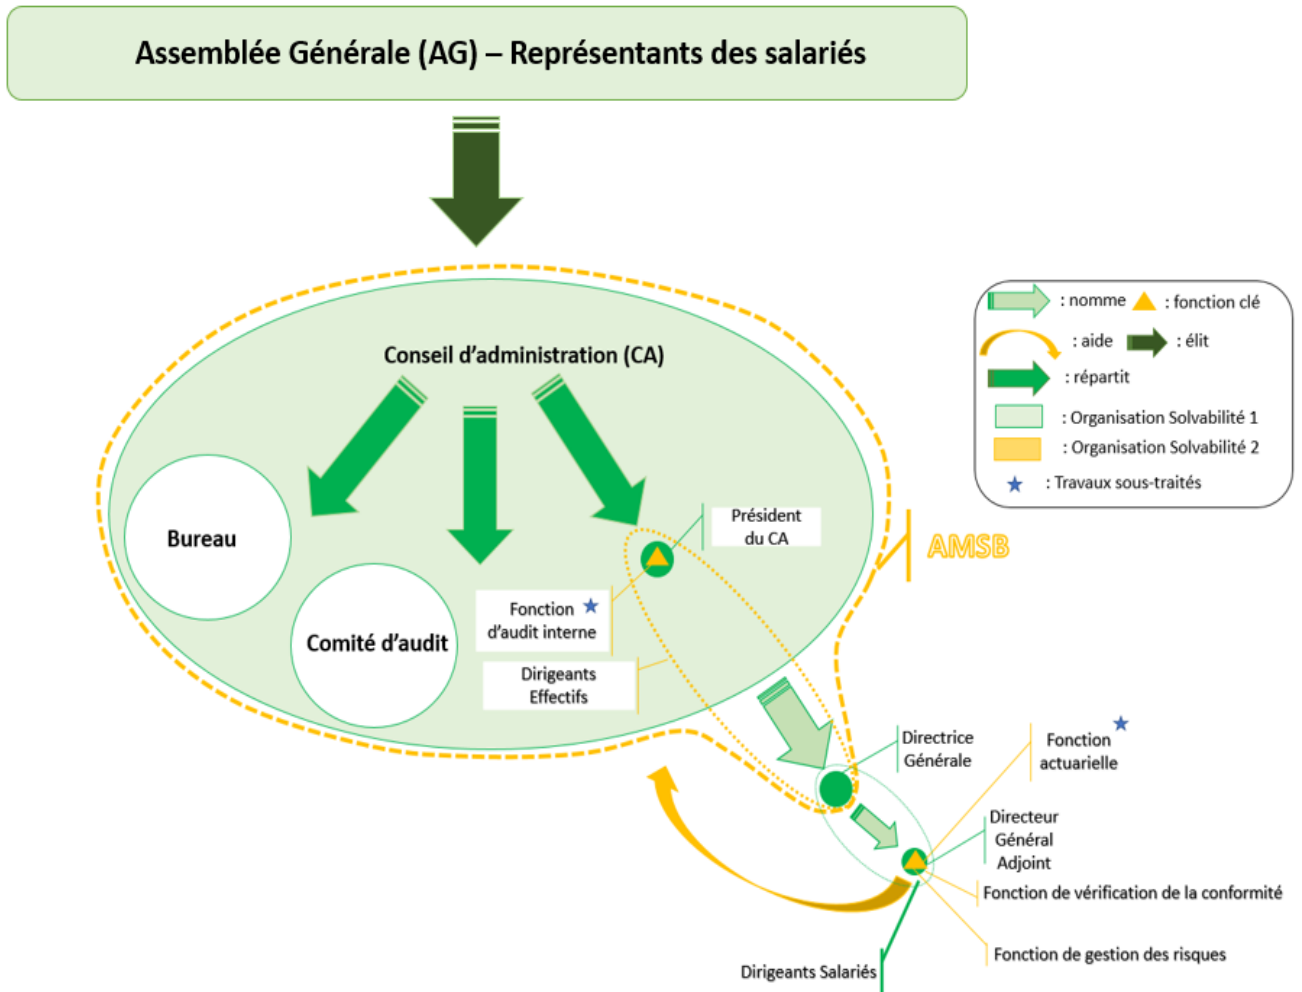 Assemblée Générale (AG) – Représentants des salariés
Conseil d'administration (CA)
Bureau
Comité d'audit
Président
du CA
Fonction
d'audit interne
Dirigeants
Effectifs
AMSB
: nomme
: fonction clé
: aide
: élit
: répartit
: Organisation Solvabilité 1
: Organisation Solvabilité 2
: Travaux sous-traités
Directrice
Générale
Fonction
actuarielle
Directeur
Général
Adjoint
Fonction de vérification de la conformité
Fonction de gestion des risques
Dirigeants Salariés